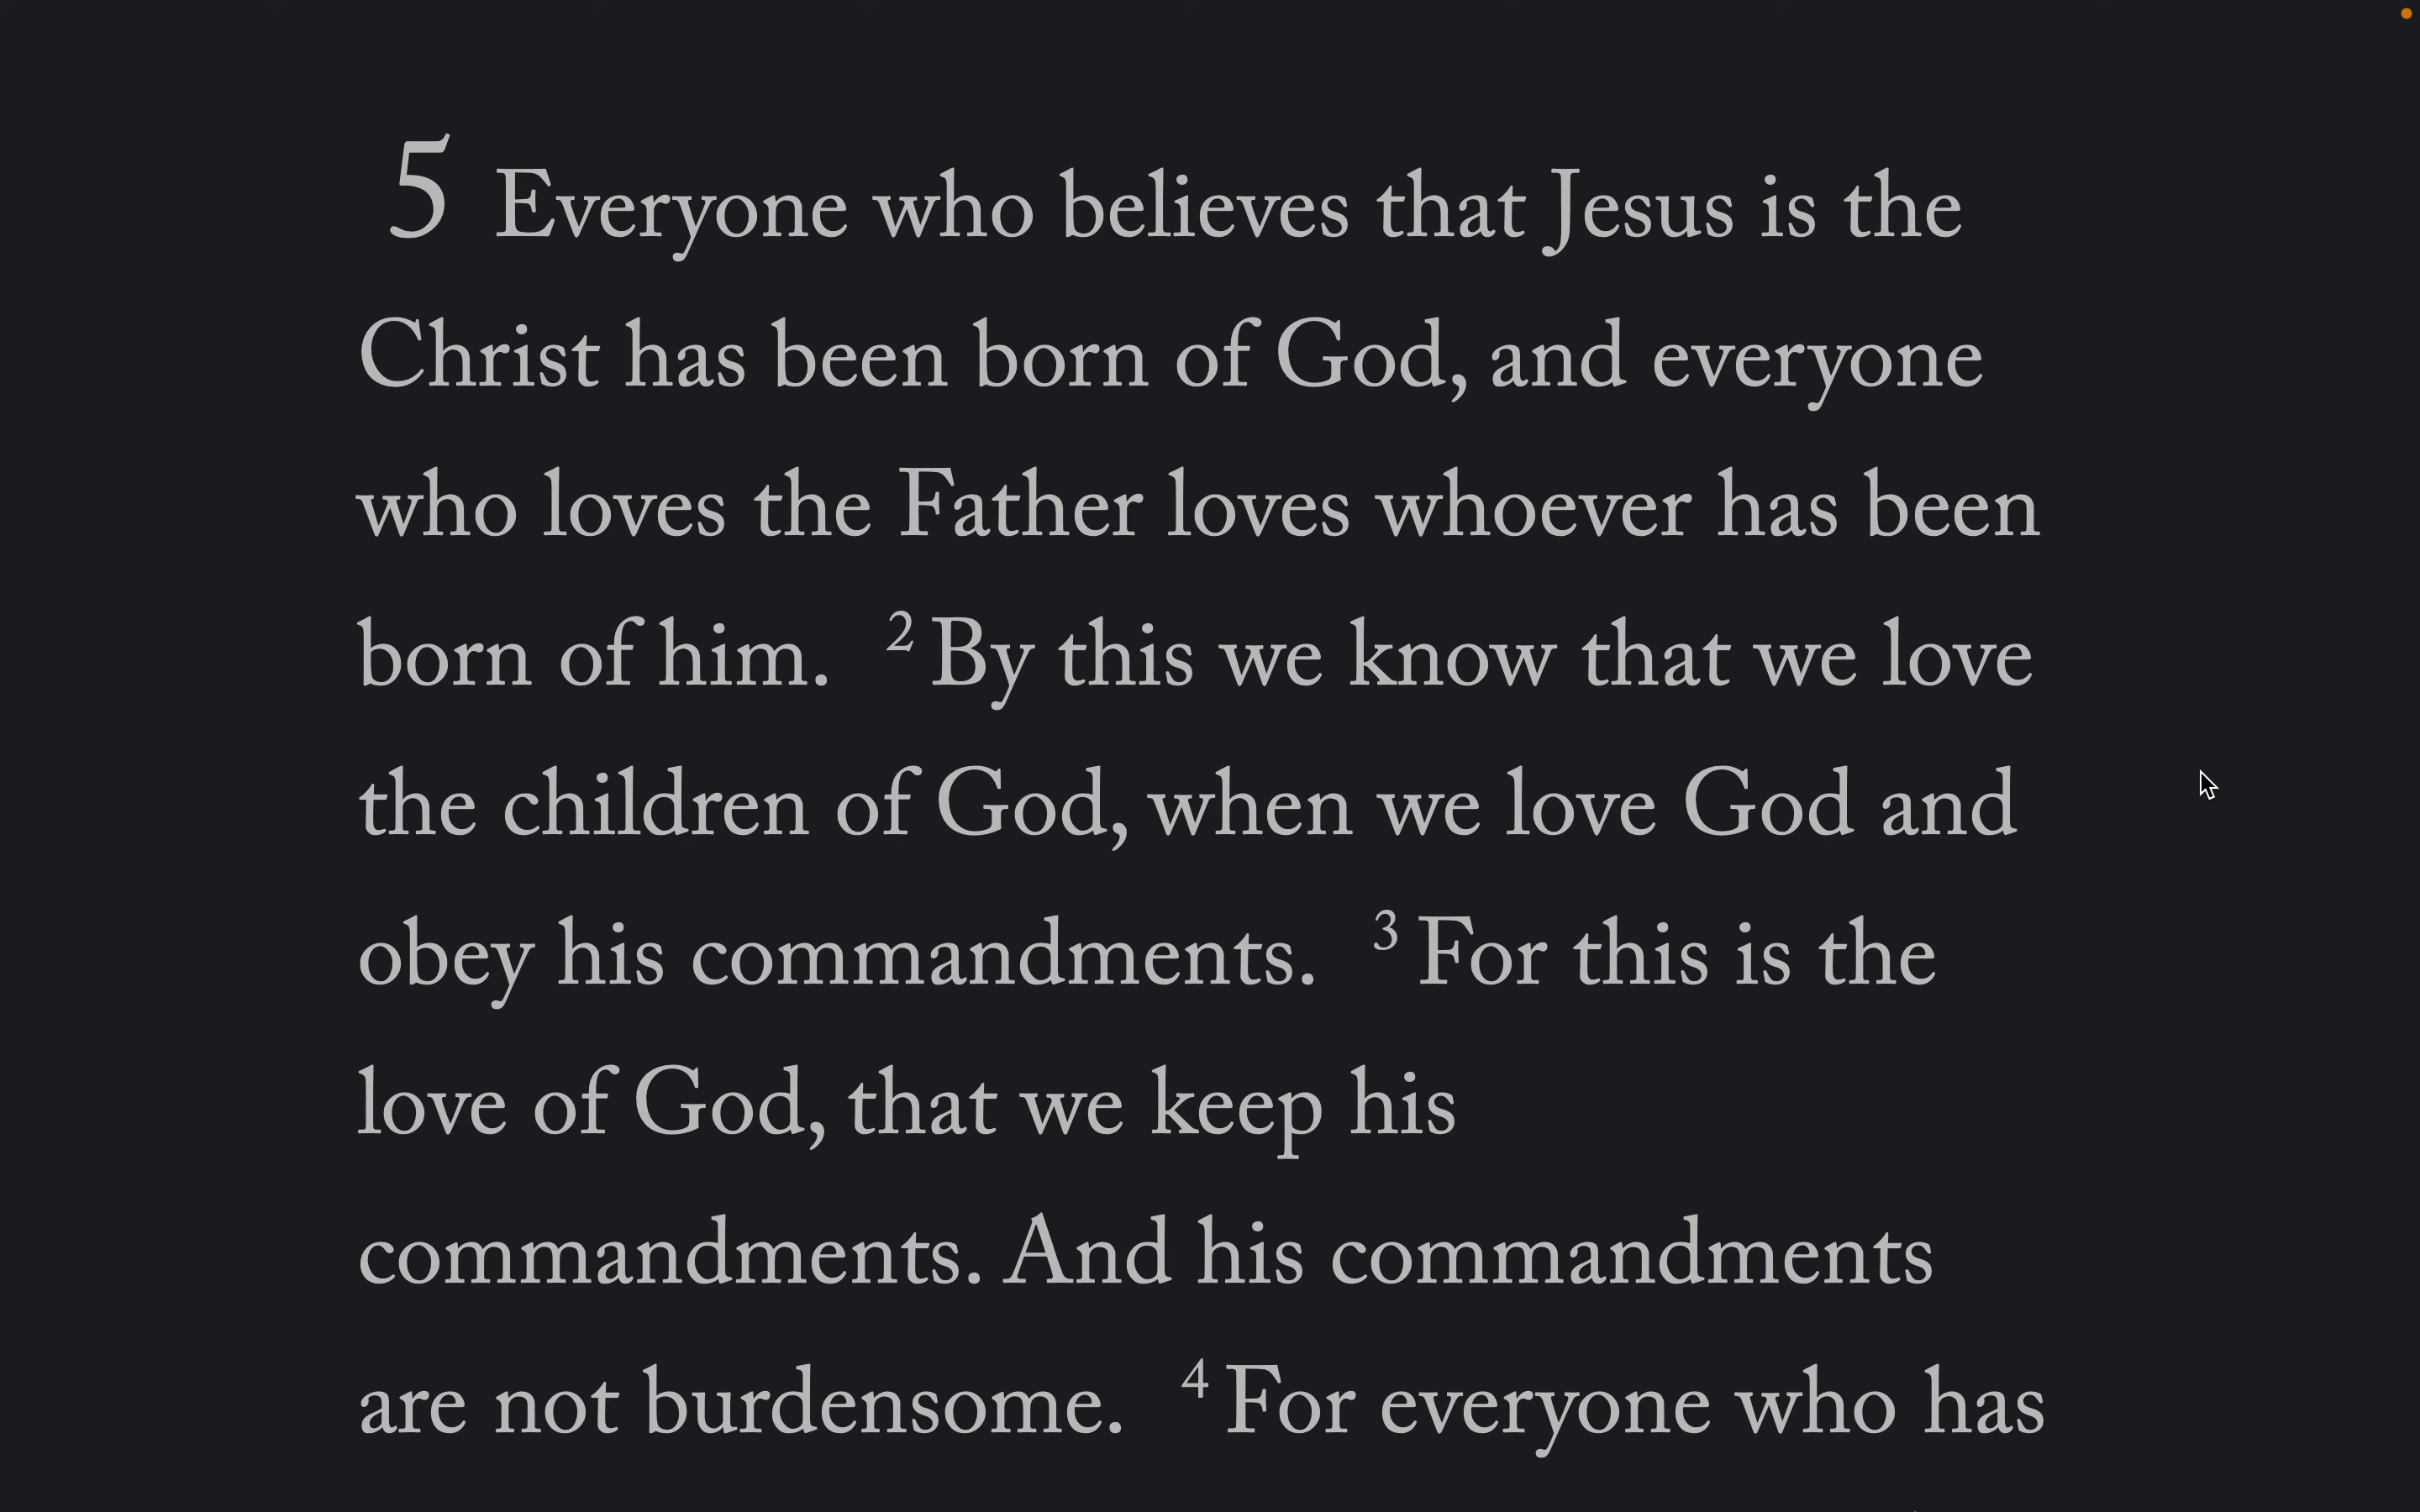 5 Everyone who believes that Jesus is the
Christ has been born of God, and everyone
who loves the Father loves whoever has been
born of him. 2 By this we know that we love
the children of God, when we love God and
obey his commandments. 3 For this is the
love of God, that we keep his
commandments. And his commandments
are not burdensome. 4 For everyone who has